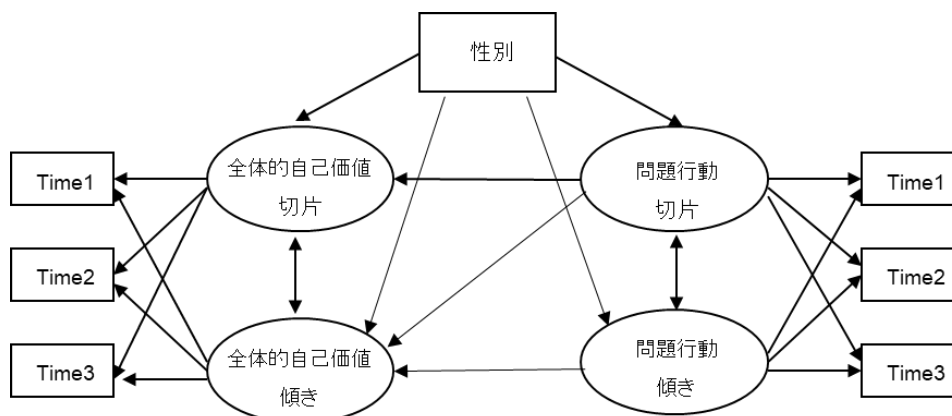 性別
全体的自己価値
切片
問題行動
切片
Time1
Time1
Time2
Time2
全体的自己価値
傾き
問題行動
傾き
Time3
Time3